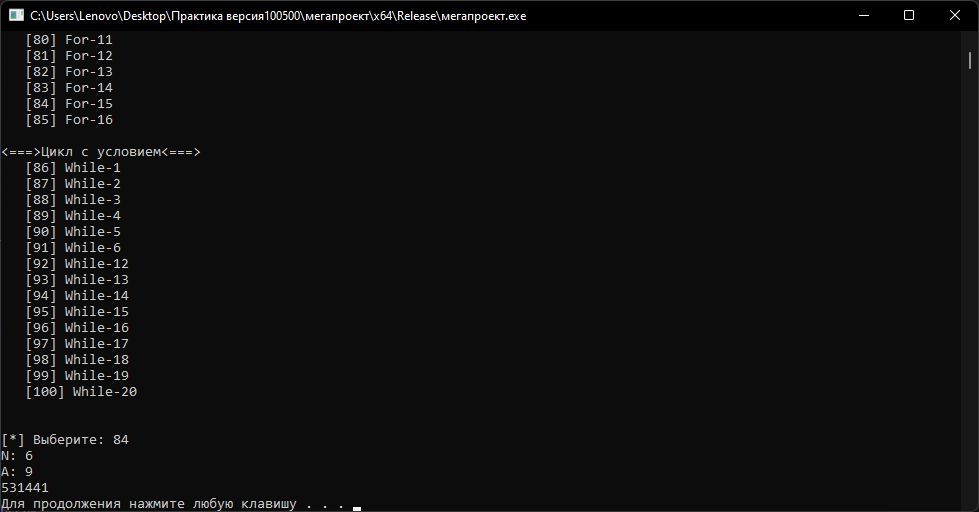 C:\Users\Lenovo\Desktop\Практика версия100500\мегапроект\x64\Release\мегапроект.exe
[80] For-11
[81] For-12
[82] For-13
[83] For-14
[84] For-15
[85] For-16
<===>Цикл с условием<===>
[86] While-1
[87] While-2
[88] While-3
[89] While-4
[90] While-5
[91] While-6
[92] While-12
[93] While-13
[94] While-14
[95] While-15
[96] While-16
[97] While-17
[98] While-18
[99] While-19
[100] While-20
[*] Выберите: 84
N: 6
A: 9
531441
Для продолжения нажмите любую клавишу . . .